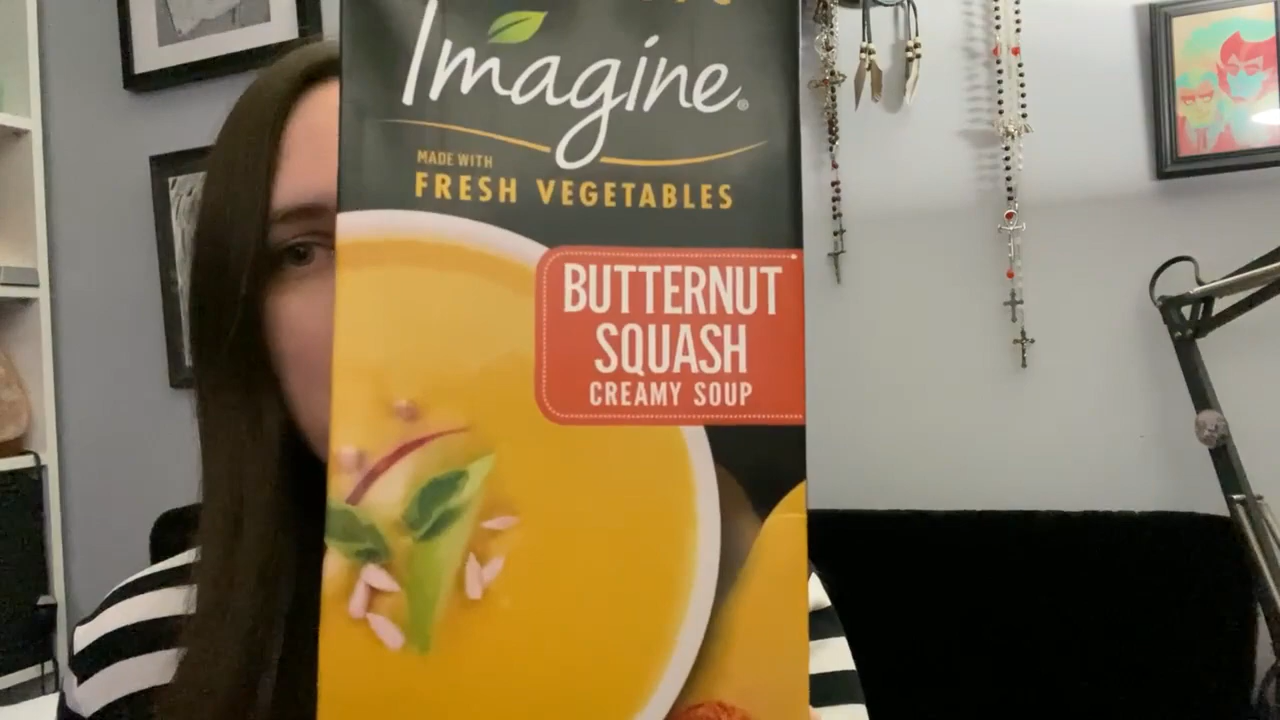 Imagine®
MADE WITH
FRESH VEGETABLES
BUTTERNUT
SQUASH
CREAMY SOUP